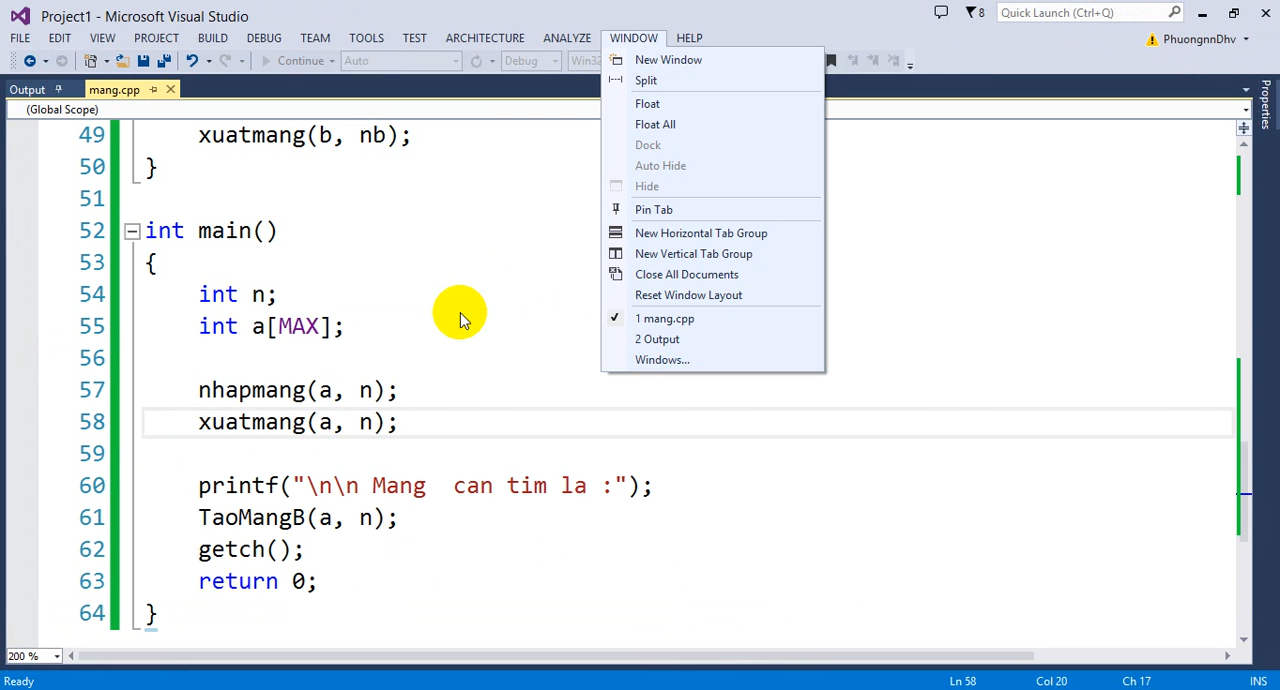 Project1 - Microsoft Visual Studio
8
Quick Launch (Ctrl+Q)
FILE EDIT VIEW PROJECT BUILD DEBUG TEAM TOOLS TEST ARCHITECTURE ANALYZE WINDOW HELP
PhuongnnDhv
Continue Auto Debug Win32
Output mang.cpp
(Global Scope)
New Window
Split
Float
Float All
Dock
Auto Hide
Hide
Pin Tab
New Horizontal Tab Group
New Vertical Tab Group
Close All Documents
Reset Window Layout
1 mang.cpp
2 Output
Windows...
Properties
49 xuatmang(b, nb);
50 }
51
52 int main()
53 {
54 int n;
55 int a[MAX];
56
57 nhapmang(a, n);
58 xuatmang(a, n);
59
60 printf("\n\n Mang  can tim la :");
61 TaoMangB(a, n);
62 getch();
63 return 0;
64 }
200 %
Ready Ln 58 Col 20 Ch 17 INS